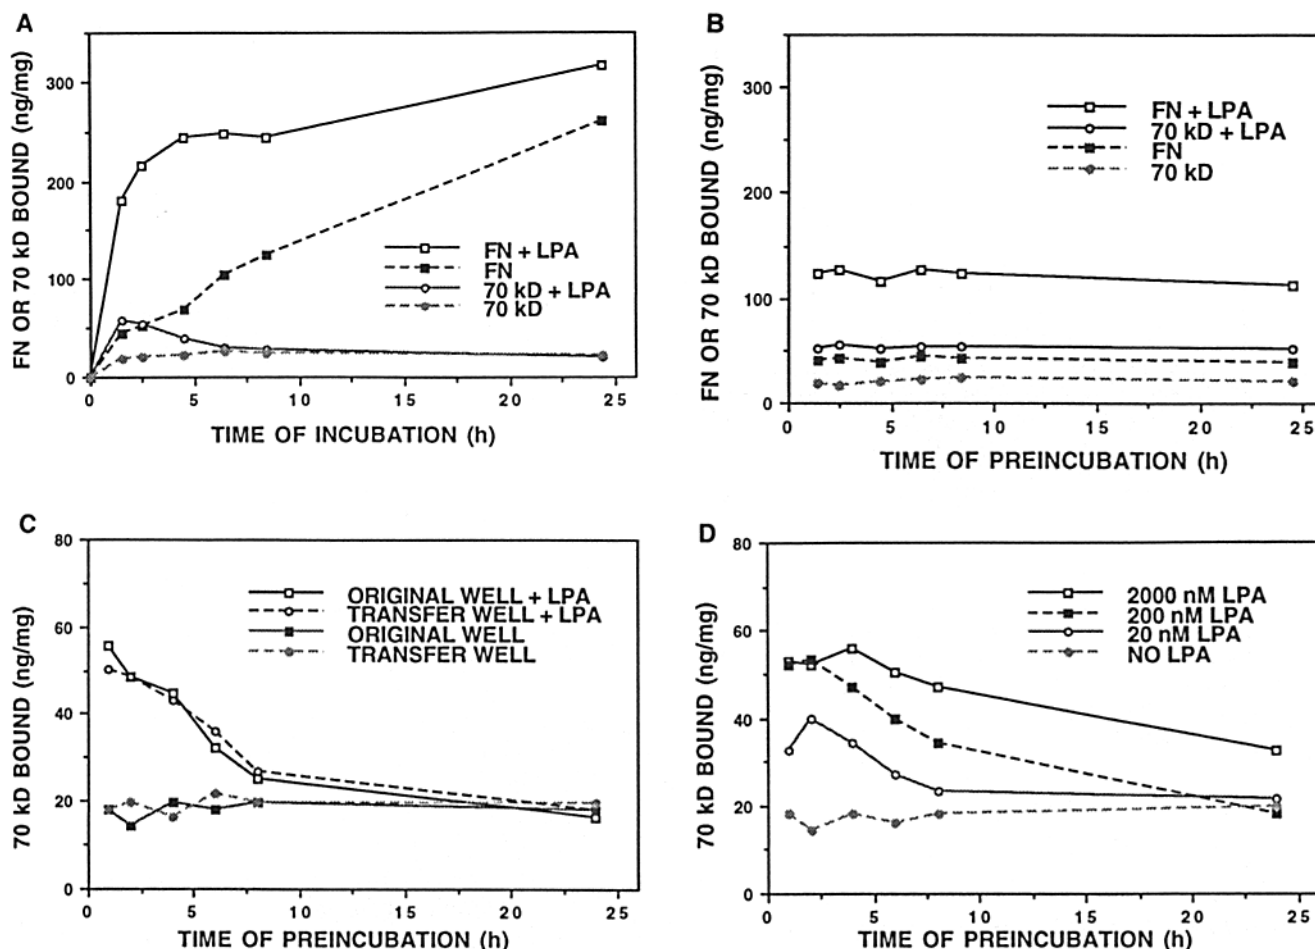 A
FN OR 70 KD BOUND (ng/mg)
300
200
100
0
FN + LPA
FN
70 kD + LPA
70 kD
0 5 10 15 20 25
TIME OF INCUBATION (h)
B
FN OR 70 kD BOUND (ng/mg)
300
200
100
0
FN + LPA
70 kD + LPA
FN
70 kD
0 5 10 15 20 25
TIME OF PREINCUBATION (h)
C
70 kD BOUND (ng/mg)
80
60
40
20
0
ORIGINAL WELL + LPA
TRANSFER WELL + LPA
ORIGINAL WELL
TRANSFER WELL
0 5 10 15 20 25
TIME OF PREINCUBATION (h)
D
70 kD BOUND (ng/mg)
80
60
40
20
0
2000 nM LPA
200 nM LPA
20 nM LPA
NO LPA
0 5 10 15 20 25
TIME OF PREINCUBATION (h)